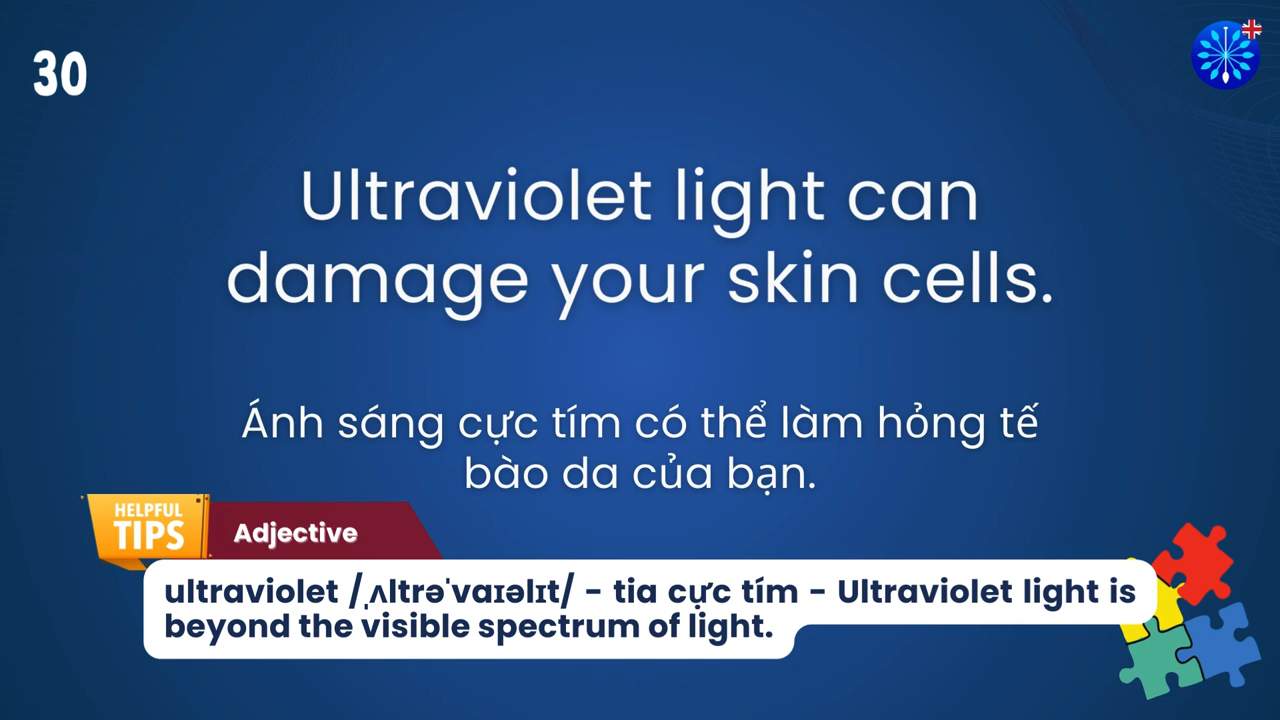 30
Ultraviolet light can
damage your skin cells.
Ánh sáng cực tím có thể làm hỏng tế
bào da của bạn.
HELPFUL
TIPS
Adjective
ultraviolet /ˌʌltrəˈvaɪəlɪt/ - tia cực tím - Ultraviolet light is
beyond the visible spectrum of light.